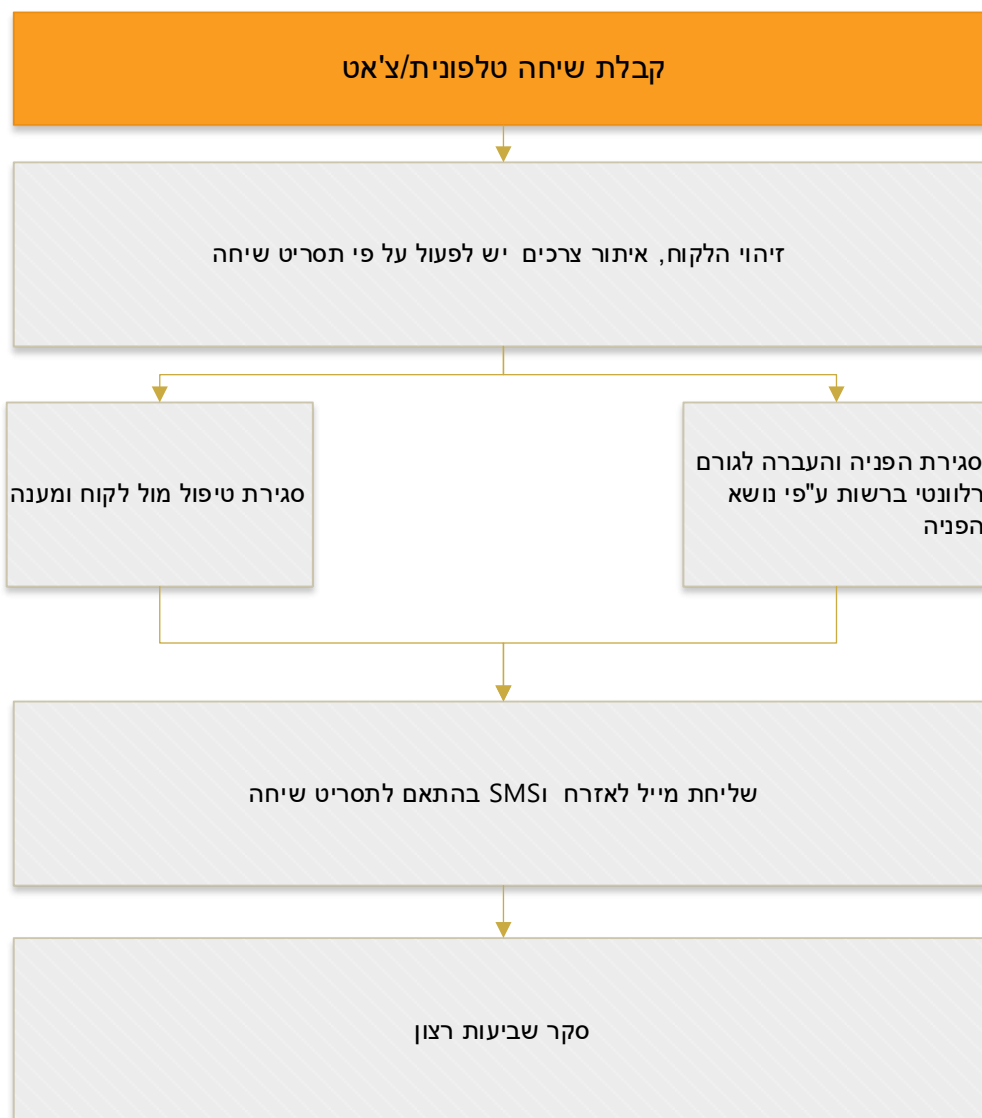 קבלת שיחה טלפונית/צ'אט
זיהוי הלקוח, איתור צרכים יש לפעול על פי תסריט שיחה
סגירת הפניה והעברה לגורם
רלוונטי ברשות ע"פי נושא
הפניה
סגירת טיפול מול לקוח ומענה
שליחת מייל לאזרח וSMS בהתאם לתסריט שיחה
סקר שביעות רצון